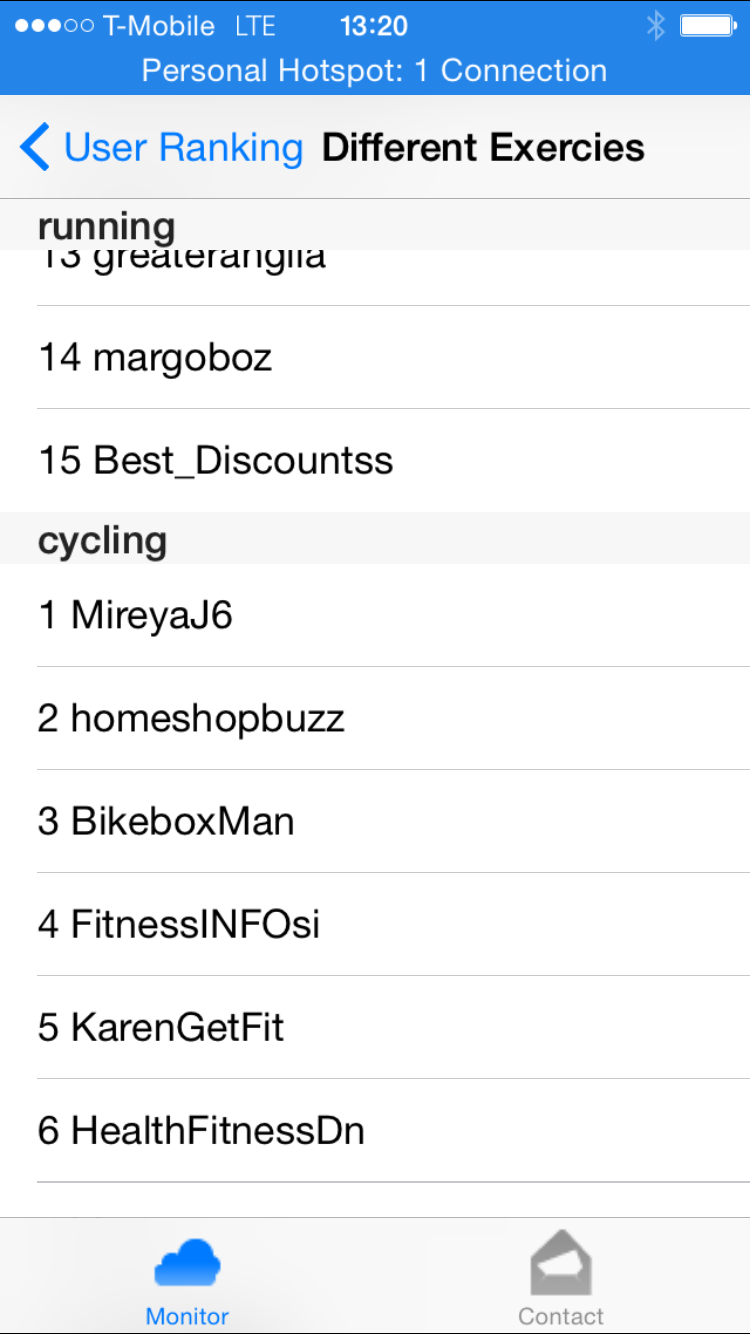 T-Mobile LTE 13:20
Personal Hotspot: 1 Connection
User Ranking Different Exercies
running
13 greateranglia
14 margoboz
15 Best_Discountss
cycling
1 MireyaJ6
2 homeshopbuzz
3 BikeboxMan
4 FitnessINFOsi
5 KarenGetFit
6 HealthFitnessDn
Monitor Contact